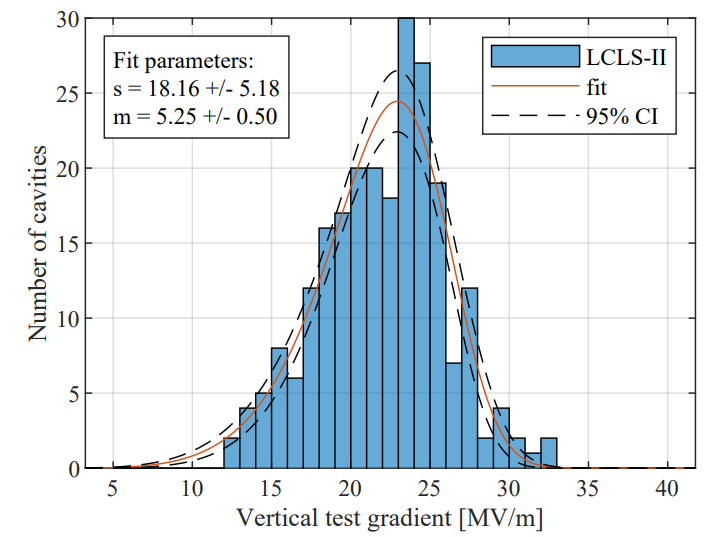 30
25
20
15
10
5
0
Number of cavities
Fit parameters:
s = 18.16 +/- 5.18
m = 5.25 +/- 0.50
LCLS-II
fit
95% CI
5 10 15 20 25 30 35 40
Vertical test gradient [MV/m]